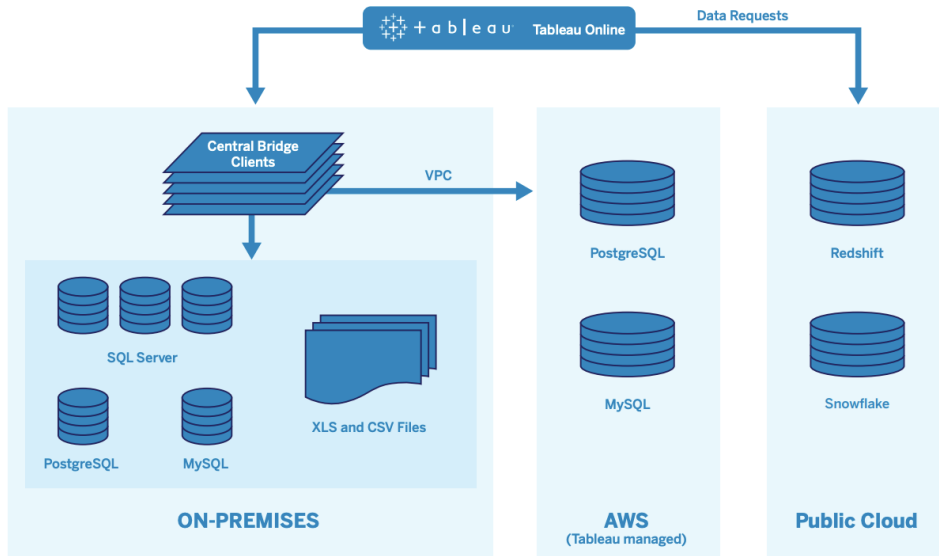 Data Requests
tableau Tableau Online
Central Bridge
Clients
VPC
PostgreSQL
Redshift
SQL Server
MySQL
Snowflake
XLS and CSV Files
PostgreSQL
MySQL
ON-PREMISES
AWS
(Tableau managed)
Public Cloud